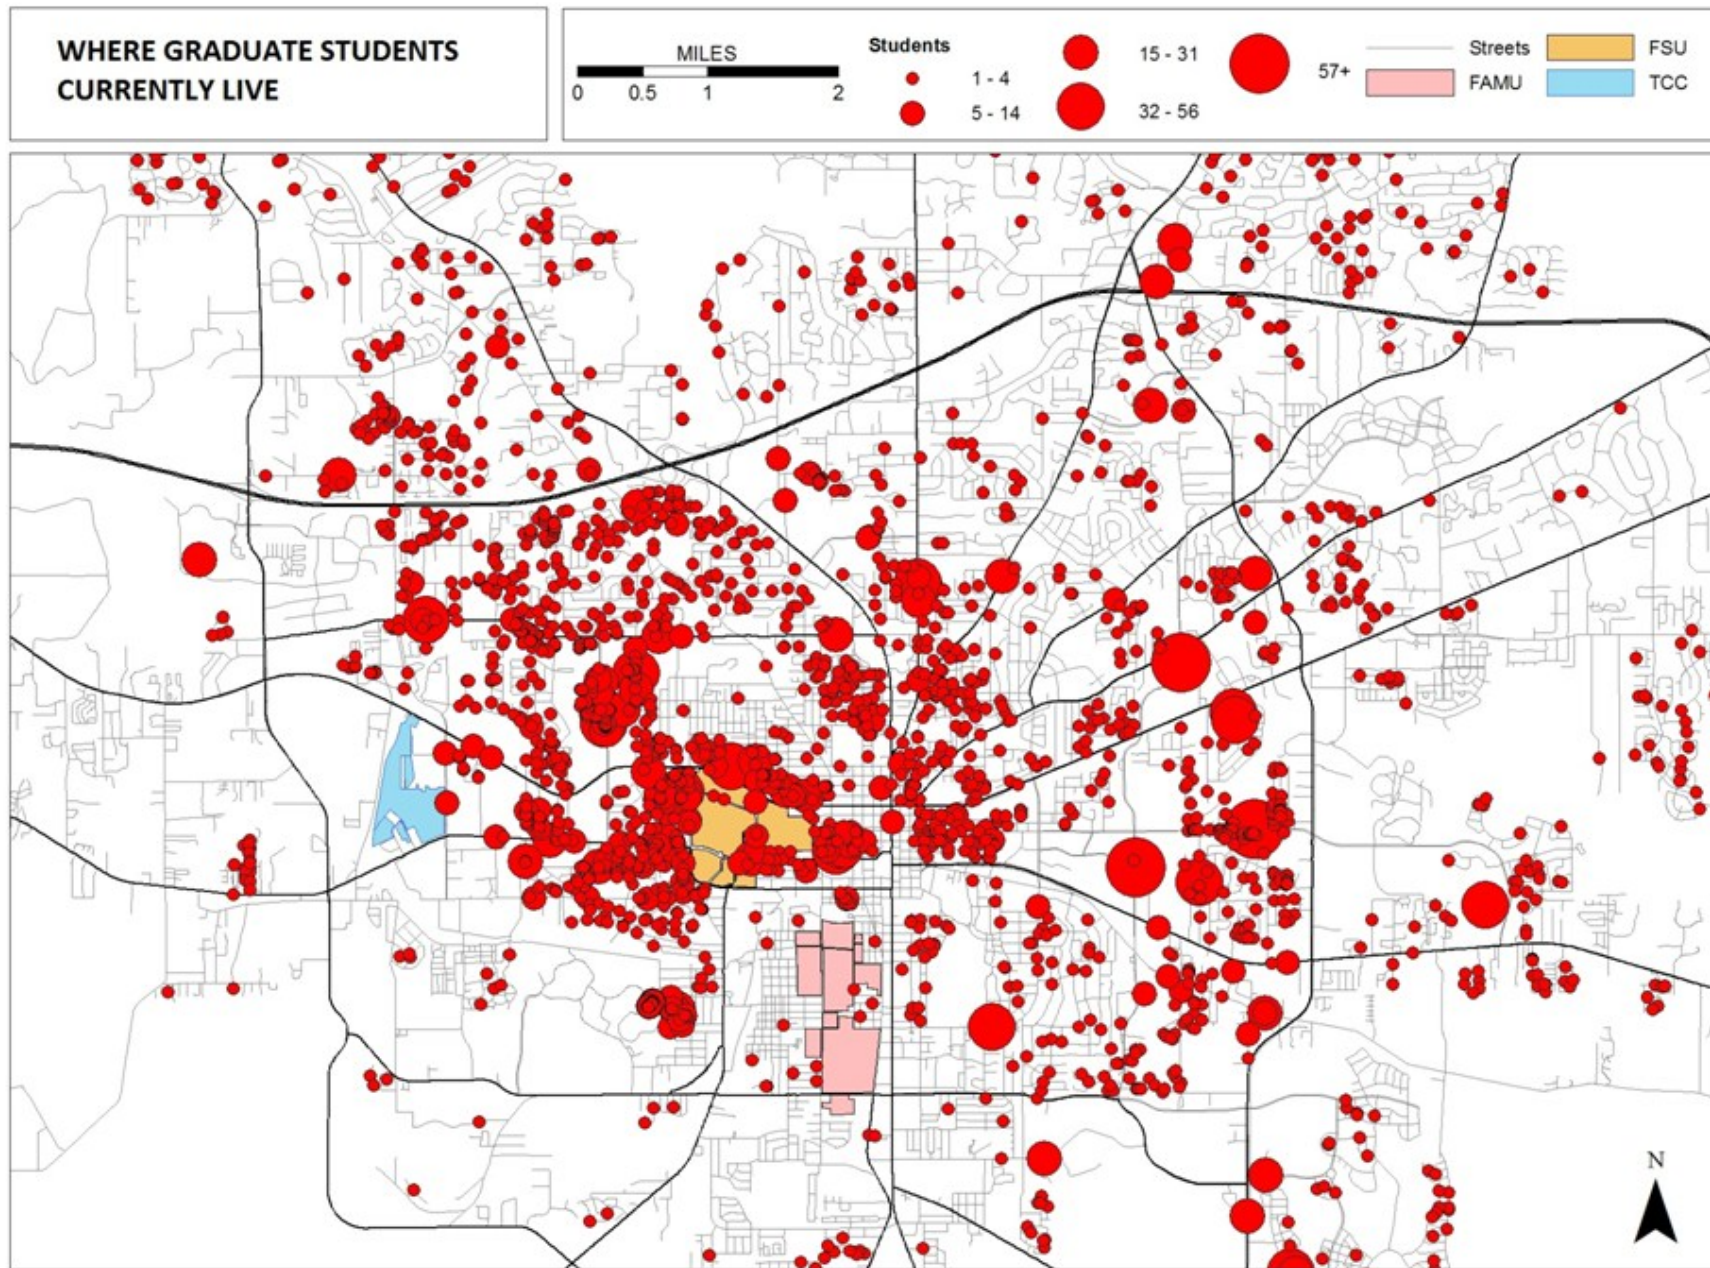 WHERE GRADUATE STUDENTS
CURRENTLY LIVE
MILES
0 0.5 1 2
Students
1 - 4
5 - 14
15 - 31
32 - 56
57+
Streets
FAMU
FSU
TCC
N